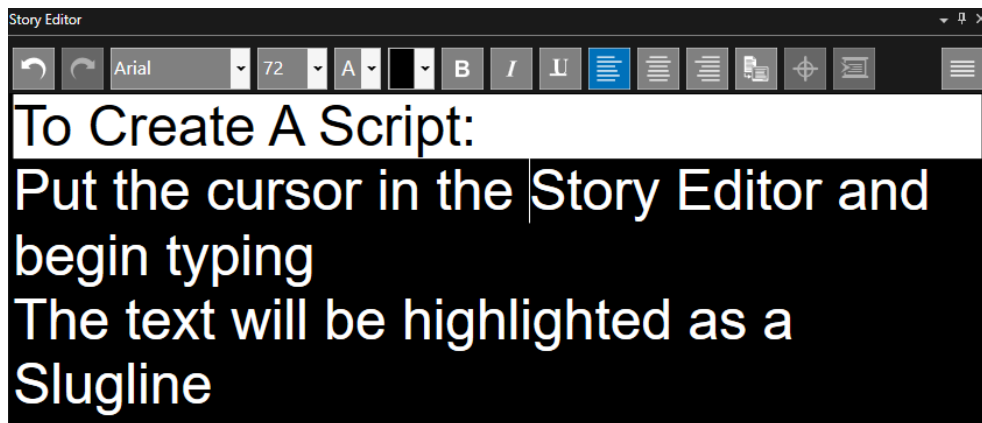 Story Editor
Arial 72 A B I U
To Create A Script:
Put the cursor in the Story Editor and
begin typing
The text will be highlighted as a
Slugline